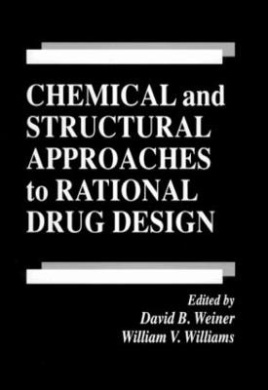 CHEMICAL and
STRUCTURAL
APPROACHES
to RATIONAL
DRUG DESIGN
Edited by
David B. Weiner
William V. Williams